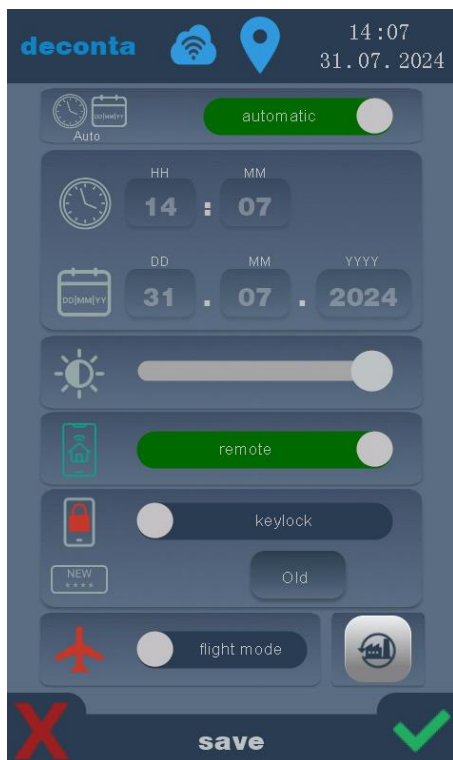 deconta
14:07
31.07.2024
DD|MM|YY
automatic
Auto
HH MM
14 : 07
DD MM YYYY
DD|MM|YY
31 . 07 . 2024
remote
keylock
NEW
****
Old
flight mode
save